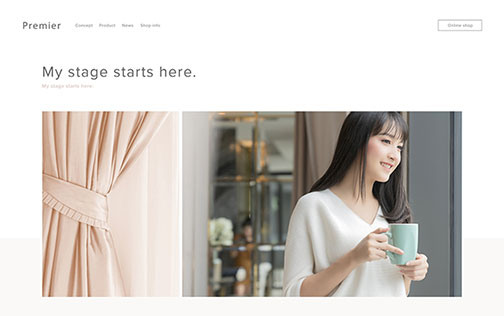 Premier
Concept Product News Shop info
Online shop
My stage starts here.
My stage starts here.